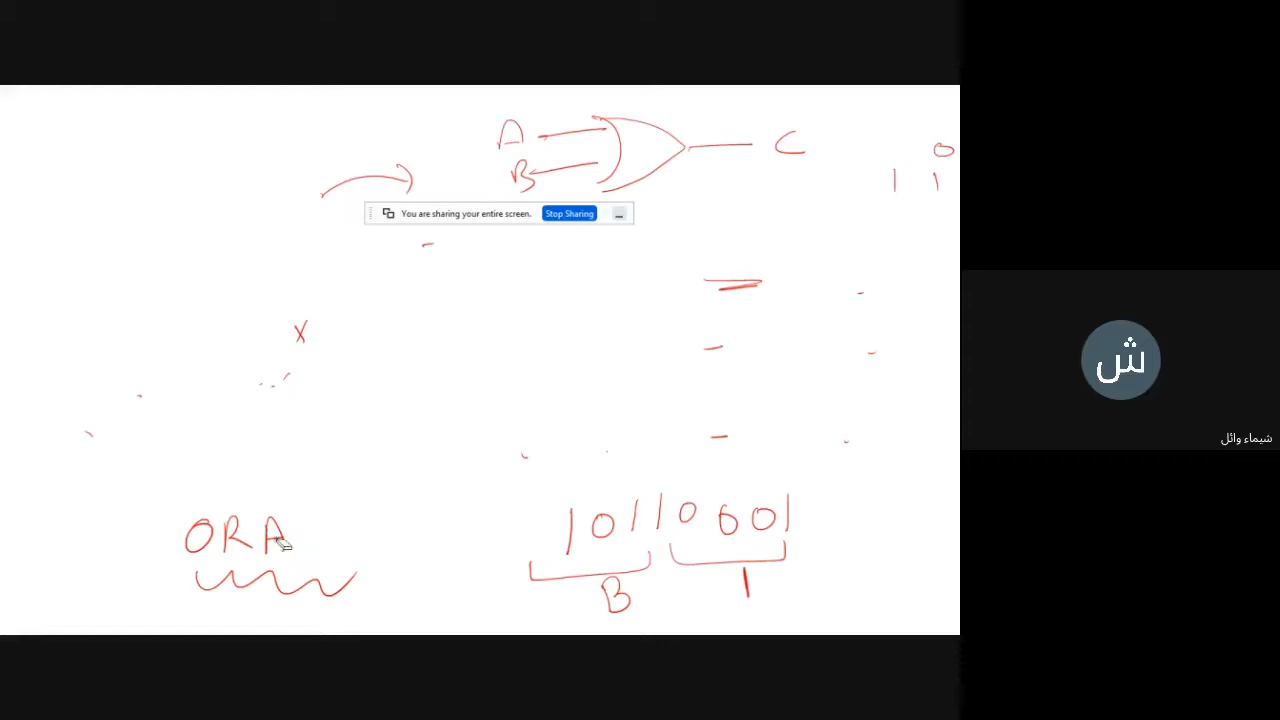 A C
0
B
1 1
You are sharing your entire screen. Stop Sharing
X
ش
شيماء وائل
10110001
ORA
B 1